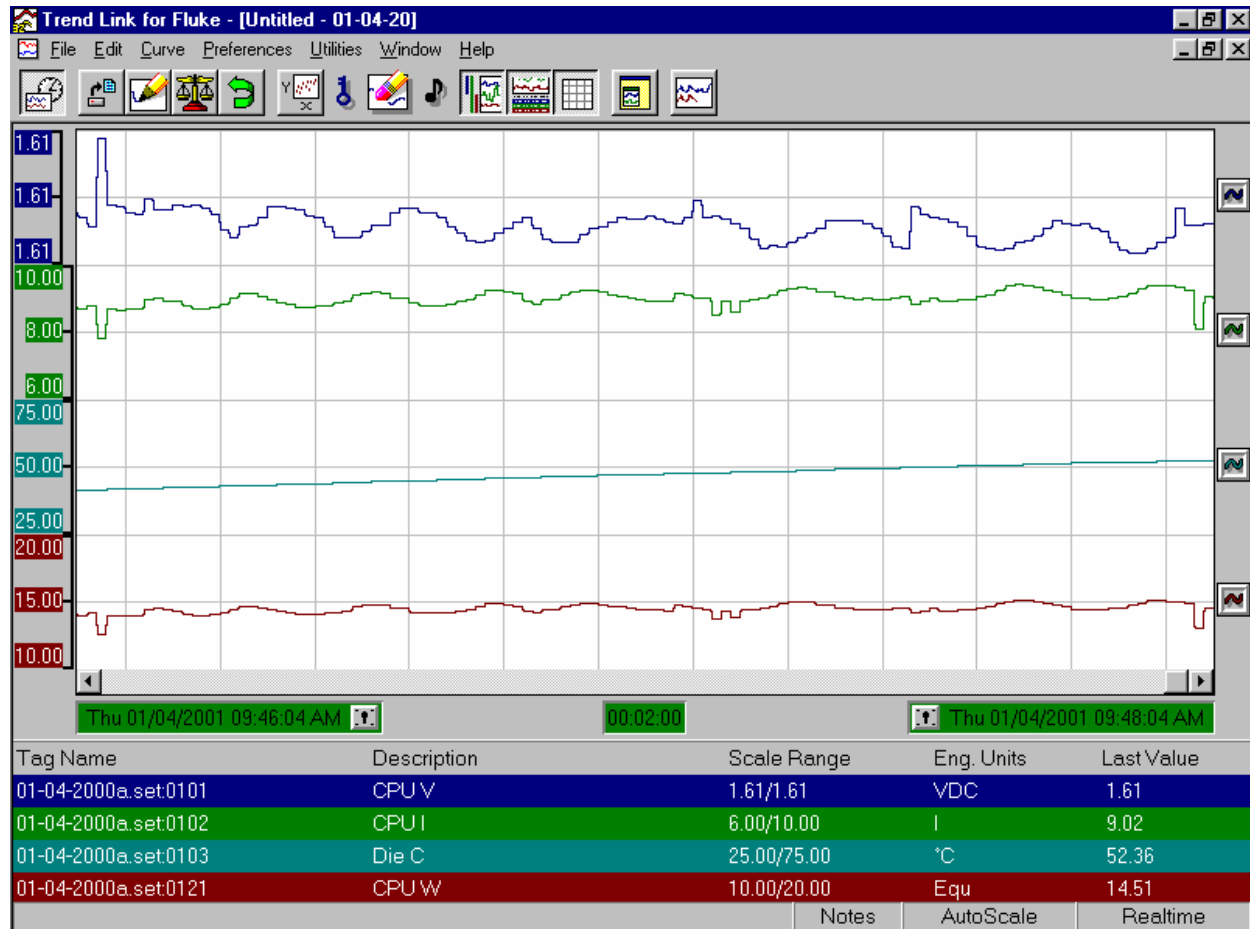 Trend Link for Fluke - [Untitled - 01-04-20]
File Edit Curve Preferences Utilities Window Help
Y
X
1.61
1.61
1.61
10.00
8.00
6.00
75.00
50.00
25.00
20.00
15.00
10.00
Thu 01/04/2001 09:46:04 AM 00:02:00 Thu 01/04/2001 09:48:04 AM
Tag Name Description Scale Range Eng. Units Last Value
01-04-2000a.set:0101 CPU V 1.61/1.61 VDC 1.61
01-04-2000a.set:0102 CPU I 6.00/10.00 I 9.02
01-04-2000a.set:0103 Die C 25.00/75.00 °C 52.36
01-04-2000a.set:0121 CPU W 10.00/20.00 Equ 14.51
Notes AutoScale Realtime